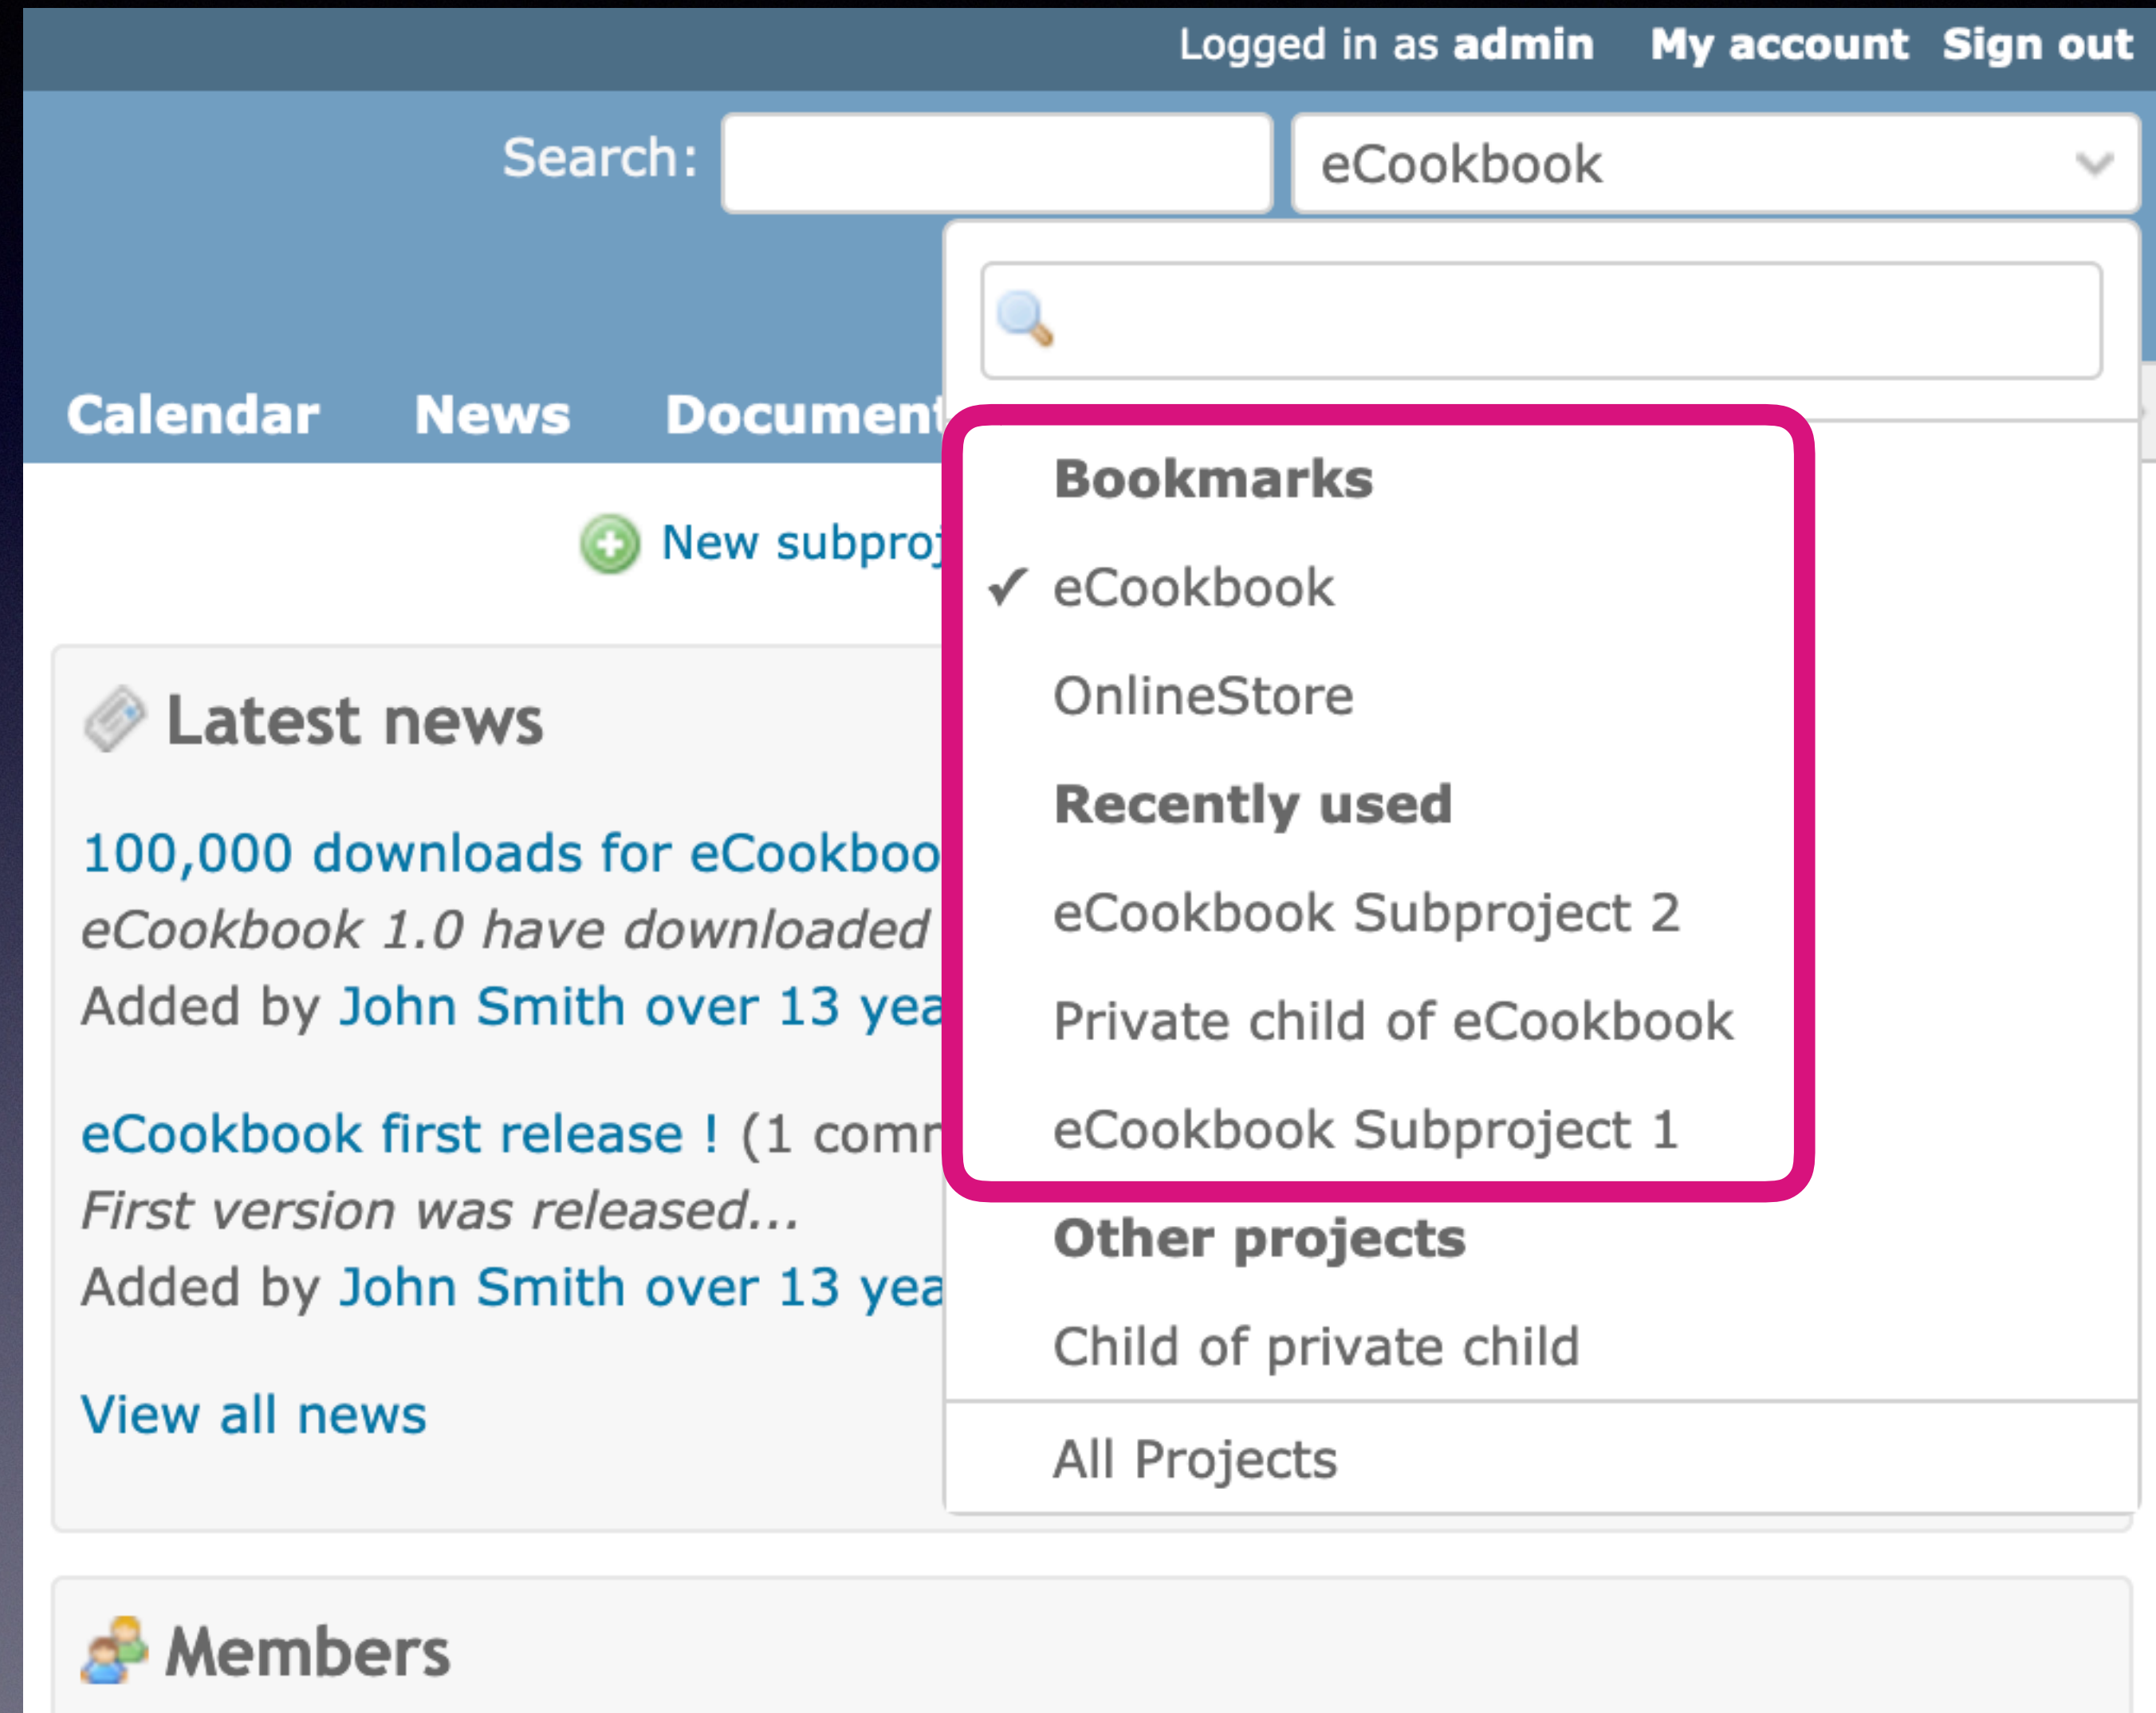 Logged in as admin My account Sign out
Search: eCookbook
Calendar News Documen
Bookmarks
New subproj
✓ eCookbook
OnlineStore
Latest news
Recently used
100,000 downloads for eCookboo
eCookbook Subproject 2
eCookbook 1.0 have downloaded
Added by John Smith over 13 yea
Private child of eCookbook
eCookbook first release ! (1 com
eCookbook Subproject 1
First version was released...
Other projects
Added by John Smith over 13 yea
Child of private child
View all news
All Projects
Members